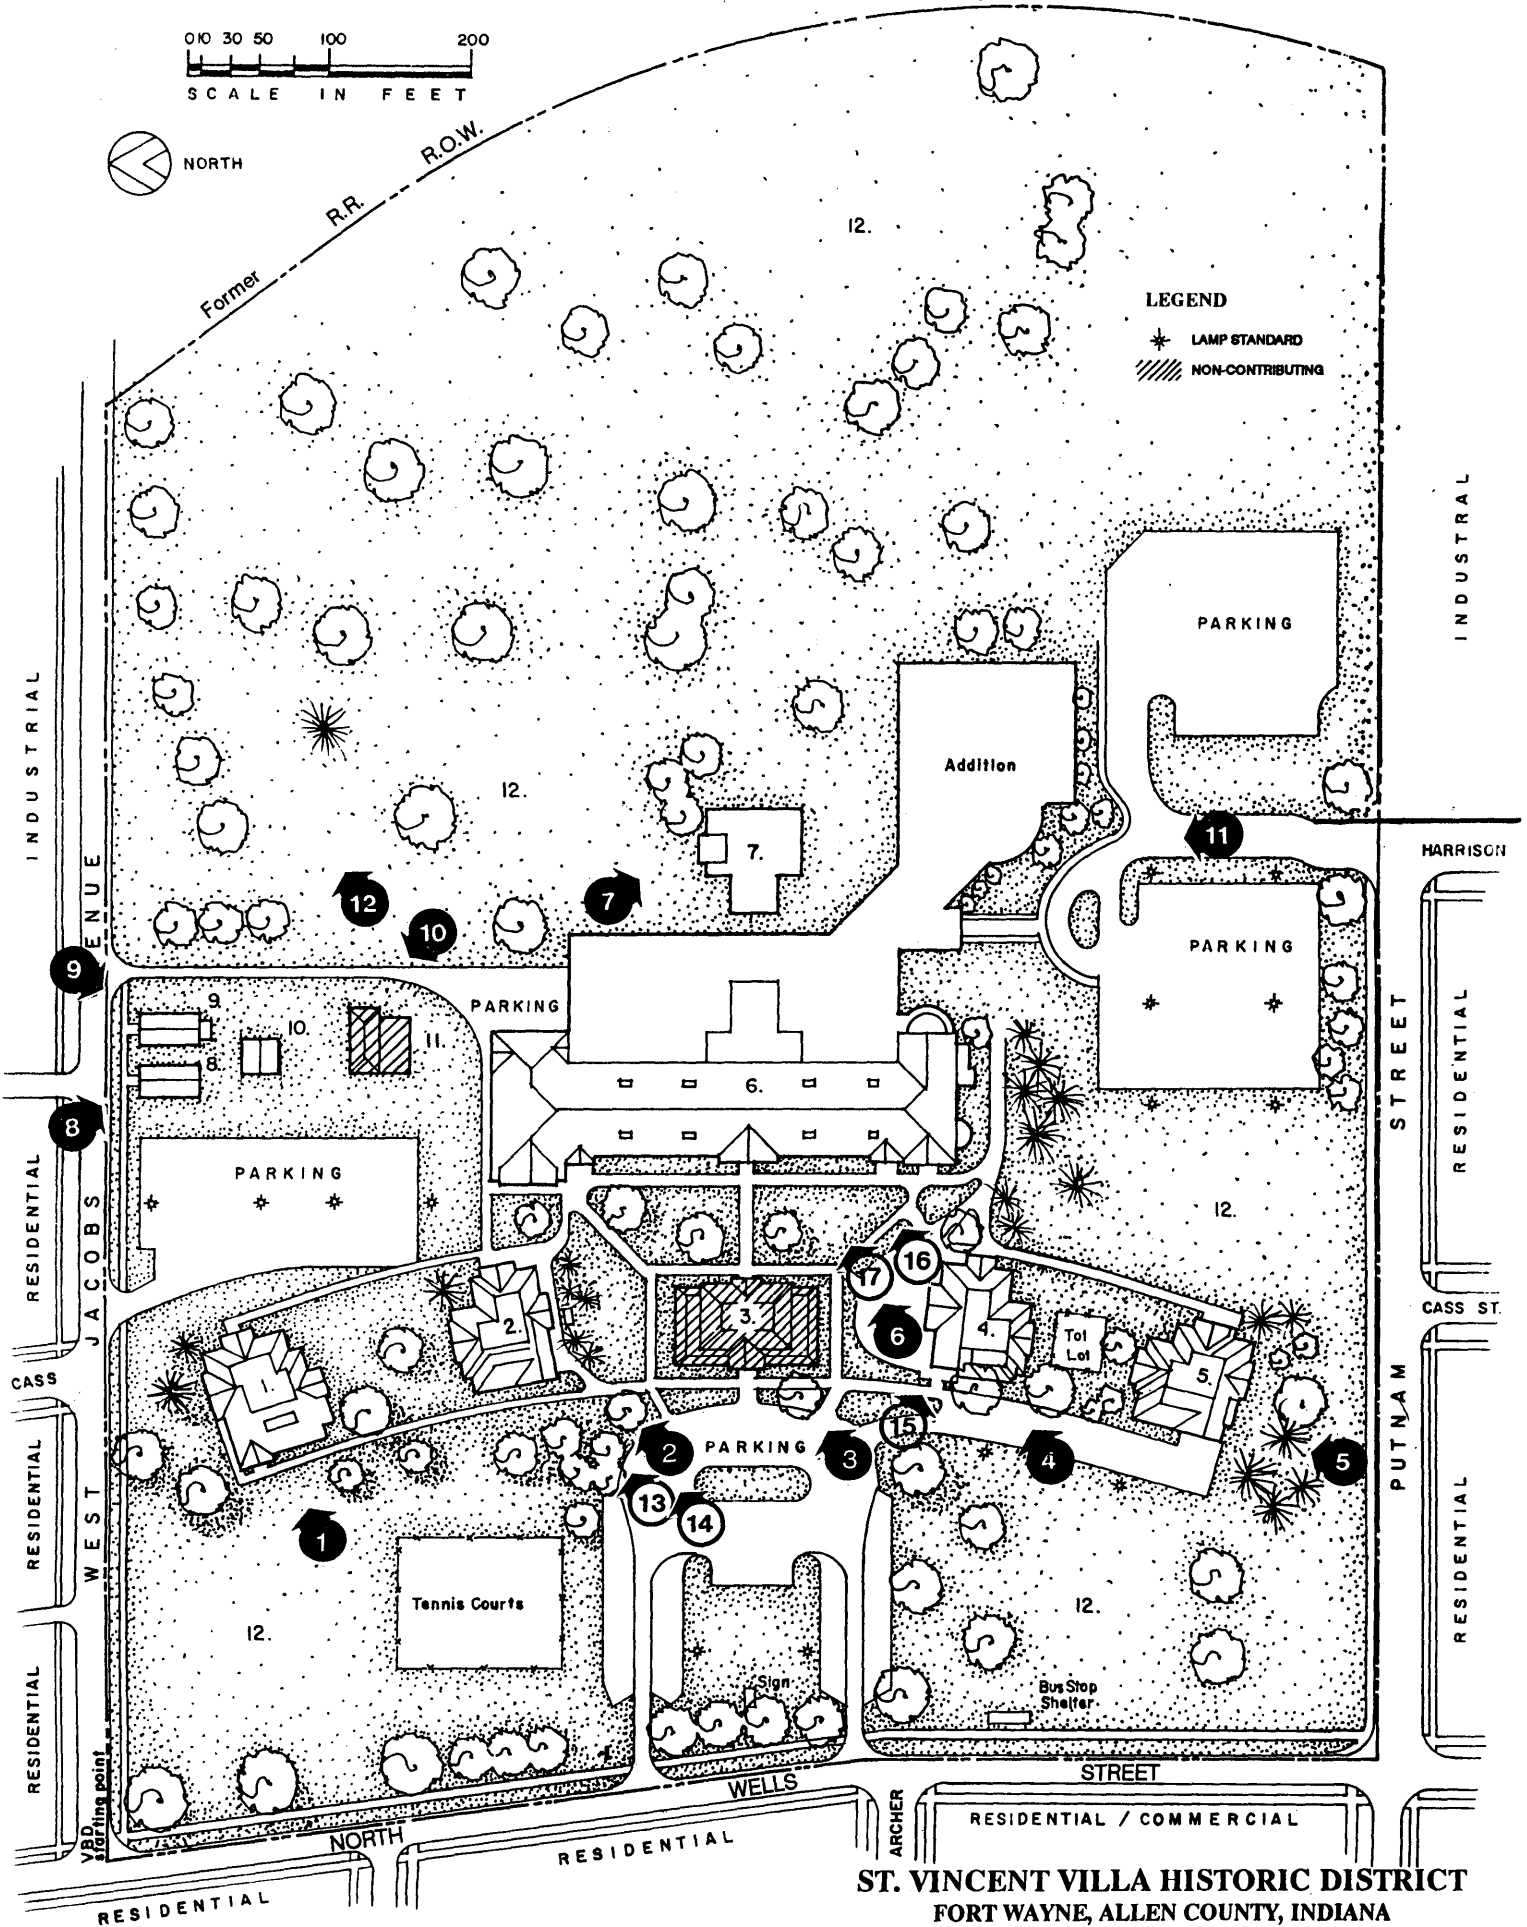 0 10 30 50 100 200
SCALE IN FEET
NORTH
Former R.R. R.O.W.
12.
LEGEND
LAMP STANDARD
NON-CONTRIBUTING
INDUSTRIAL
PARKING
INDUSTRIAL
Addition
12.
7.
11
HARRISON
12
7
10
PARKING
9
9.
10.
11.
8.
PARKING
6.
8
PARKING
RESIDENTIAL
WEST JACOBS AVENUE
RESIDENTIAL
PUTNAM STREET
12.
16
17
6
CASS ST.
1.
2.
3.
4.
Tot
Lot
5.
CASS
15
2
PARKING
3
4
5
13
14
1
RESIDENTIAL
RESIDENTIAL
Tennis Courts
12.
12.
Sign
Bus Stop
Shelter
RESIDENTIAL
VBD
starting point
NORTH WELLS STREET
ARCHER
RESIDENTIAL / COMMERCIAL
RESIDENTIAL
RESIDENTIAL
ST. VINCENT VILLA HISTORIC DISTRICT
FORT WAYNE, ALLEN COUNTY, INDIANA